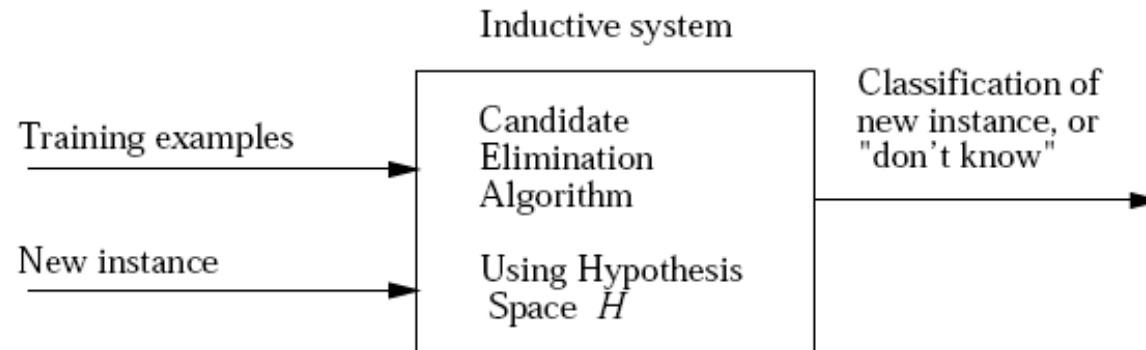 Inductive system
Training examples
New instance
Candidate
Elimination
Algorithm
Using Hypothesis
Space H
Classification of
new instance, or
"don't know"